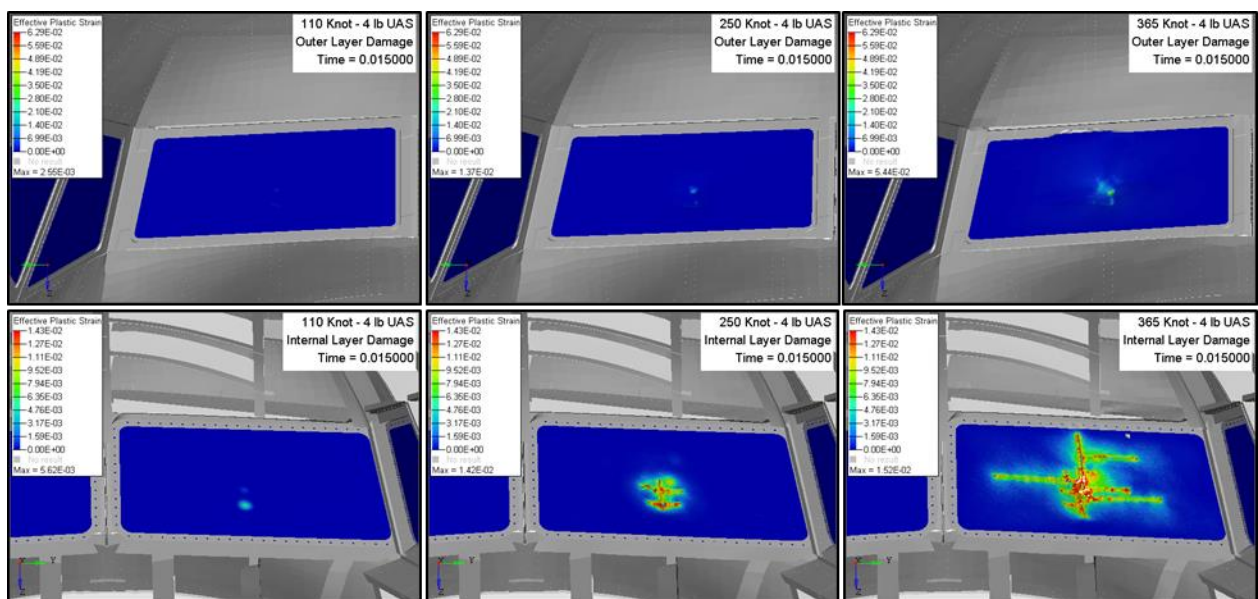 Effective Plastic Strain
6.29E-02
5.59E-02
4.89E-02
4.19E-02
3.50E-02
2.80E-02
2.10E-02
1.40E-02
6.99E-03
0.00E+00
No result
Max = 2.55E-03
110 Knot - 4 lb UAS
Outer Layer Damage
Time = 0.015000
Z
Effective Plastic Strain
6.29E-02
5.59E-02
4.89E-02
4.19E-02
3.50E-02
2.80E-02
2.10E-02
1.40E-02
6.99E-03
0.00E+00
No result
Max = 1.37E-02
250 Knot - 4 lb UAS
Outer Layer Damage
Time = 0.015000
Z
Effective Plastic Strain
6.29E-02
5.59E-02
4.89E-02
4.19E-02
3.50E-02
2.80E-02
2.10E-02
1.40E-02
6.99E-03
0.00E+00
No result
Max = 5.44E-02
365 Knot - 4 lb UAS
Outer Layer Damage
Time = 0.015000
Z
Effective Plastic Strain
1.43E-02
1.27E-02
1.11E-02
9.52E-03
7.94E-03
6.35E-03
4.76E-03
3.17E-03
1.59E-03
0.00E+00
No result
Max = 5.62E-03
110 Knot - 4 lb UAS
Internal Layer Damage
Time = 0.015000
X Y
Z
Effective Plastic Strain
1.43E-02
1.27E-02
1.11E-02
9.52E-03
7.94E-03
6.35E-03
4.76E-03
3.17E-03
1.59E-03
0.00E+00
No result
Max = 1.42E-02
250 Knot - 4 lb UAS
Internal Layer Damage
Time = 0.015000
X Y
Z
Effective Plastic Strain
1.43E-02
1.27E-02
1.11E-02
9.52E-03
7.94E-03
6.35E-03
4.76E-03
3.17E-03
1.59E-03
0.00E+00
No result
Max = 1.52E-02
365 Knot - 4 lb UAS
Internal Layer Damage
Time = 0.015000
X Y
Z